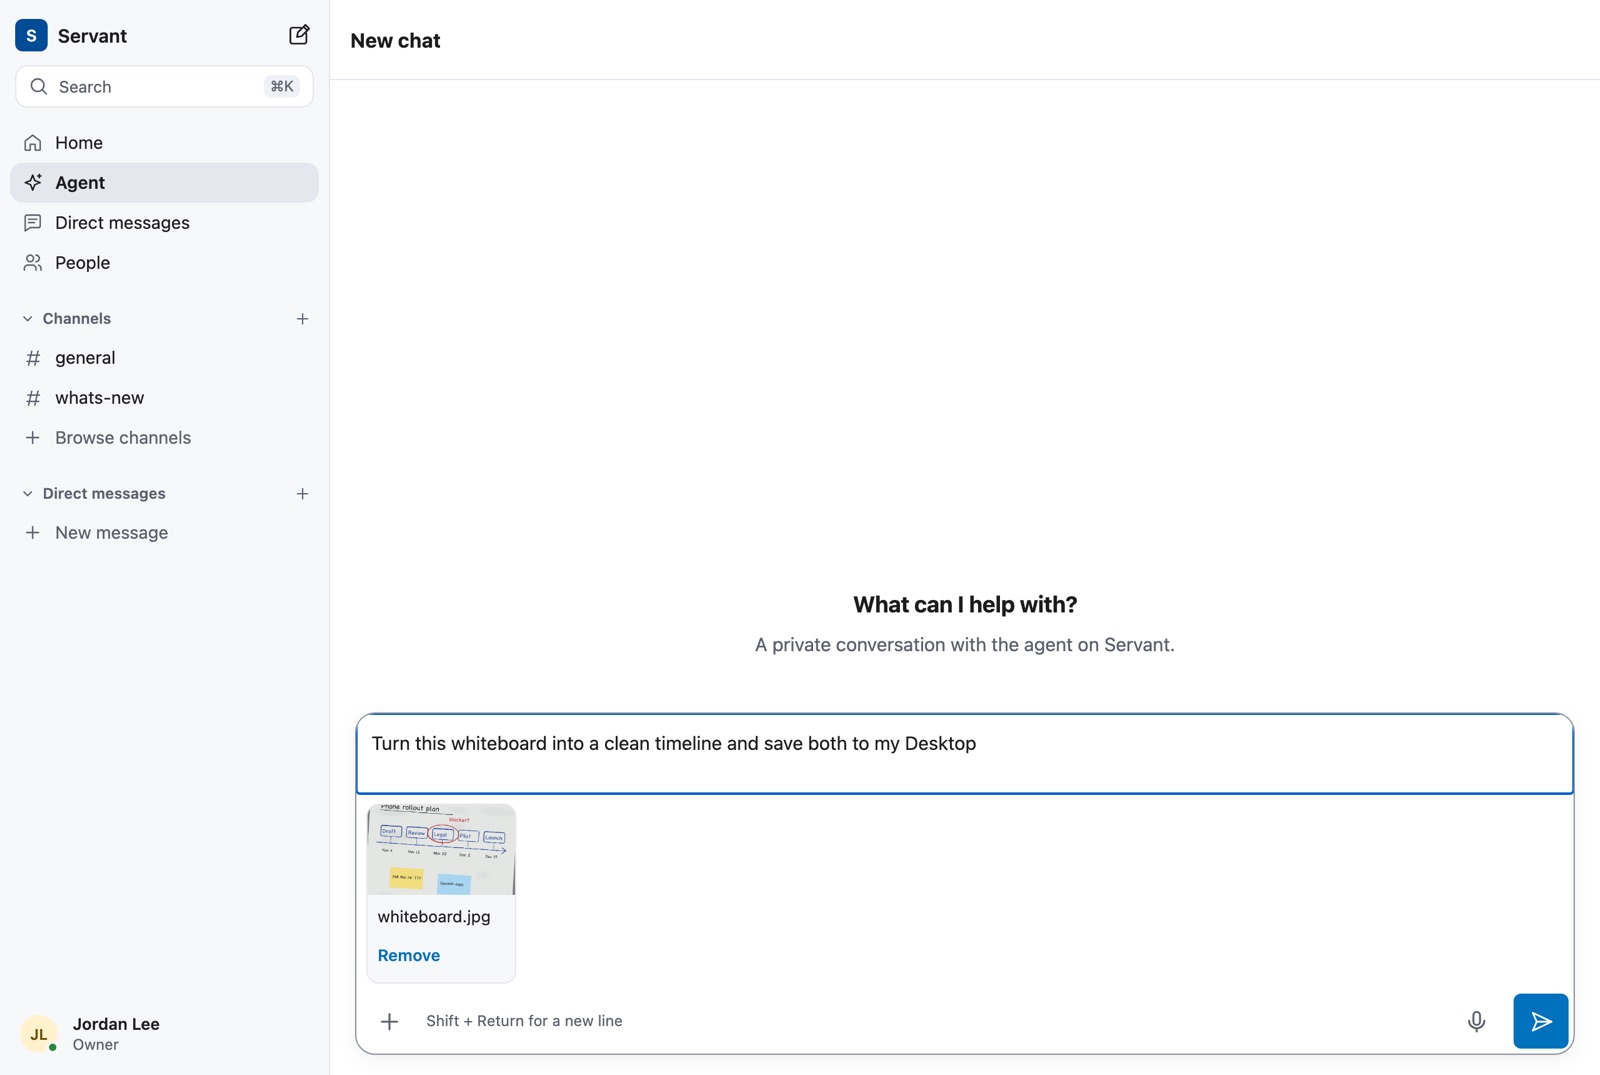 S
Servant
Search
⌘K
Home
Agent
Direct messages
People
Channels
general
whats-new
Browse channels
Direct messages
New message
JL
Jordan Lee
Owner
New chat
What can I help with?
A private conversation with the agent on Servant.
Turn this whiteboard into a clean timeline and save both to my Desktop
Phone rollout plan
blocker?
Draft Review Legal Pilot Launch
whiteboard.jpg
Remove
Shift + Return for a new line